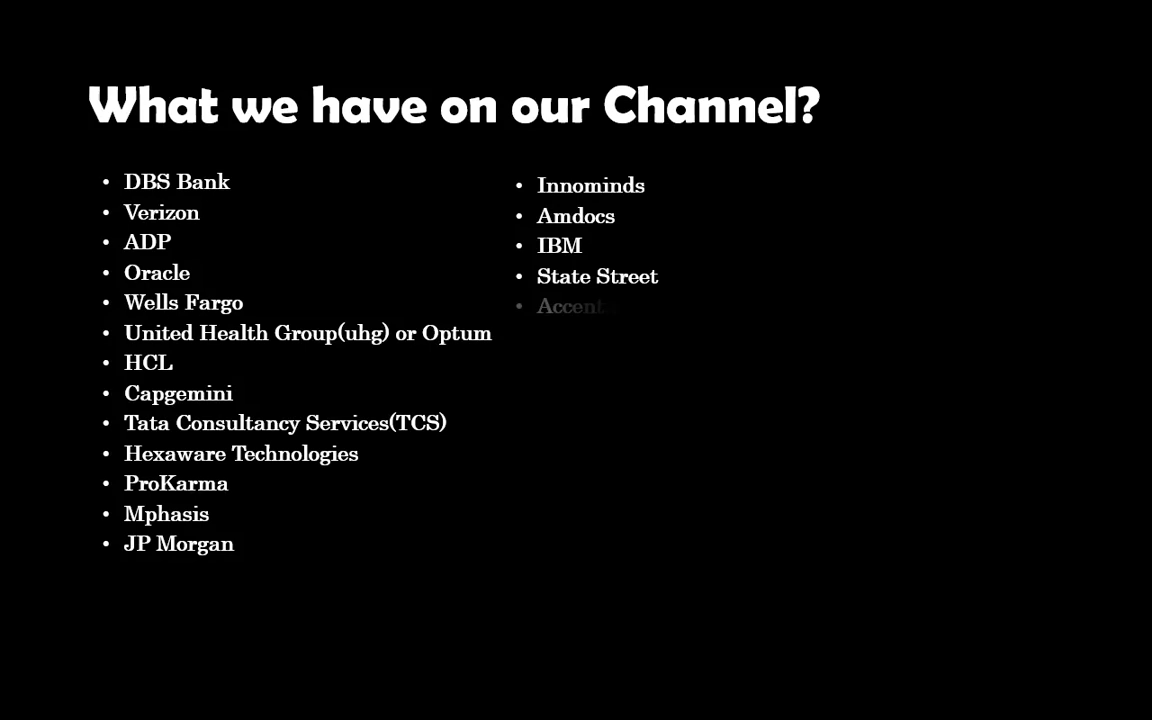 What we have on our Channel?
• DBS Bank
• Verizon
• ADP
• Oracle
• Wells Fargo
• United Health Group(uhg) or Optum
• HCL
• Capgemini
• Tata Consultancy Services(TCS)
• Hexaware Technologies
• ProKarma
• Mphasis
• JP Morgan
• Innominds
• Amdocs
• IBM
• State Street